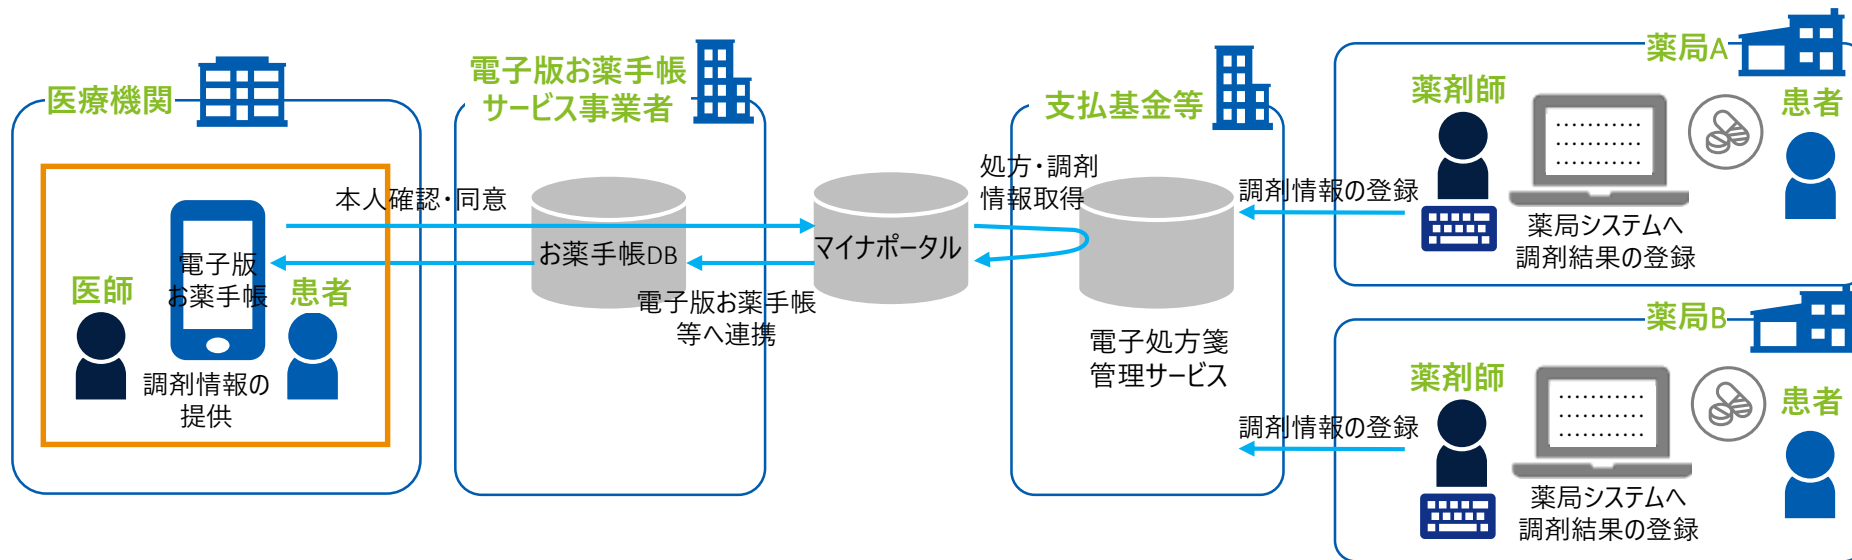 医療機関
医師
電子版
お薬手帳
患者
調剤情報の
提供
本人確認・同意
電子版お薬手帳
サービス事業者
お薬手帳DB
電子版お薬手帳
等へ連携
マイナポータル
処方・調剤
情報取得
支払基金等
電子処方箋
管理サービス
調剤情報の登録
薬局A
薬剤師
患者
薬局システムへ
調剤結果の登録
調剤情報の登録
薬局B
薬剤師
患者
薬局システムへ
調剤結果の登録